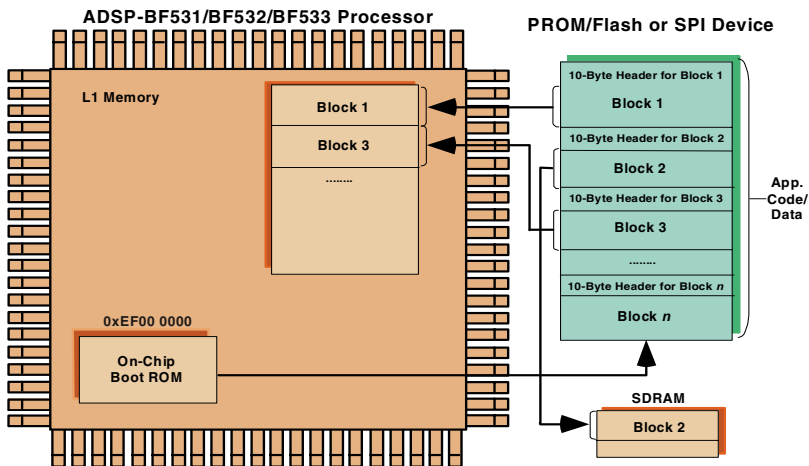 ADSP-BF531/BF532/BF533 Processor
PROM/Flash or SPI Device
L1 Memory
Block 1
Block 3
........
0xEF00 0000
On-Chip
Boot ROM
10-Byte Header for Block 1
Block 1
10-Byte Header for Block 2
Block 2
10-Byte Header for Block 3
Block 3
........
10-Byte Header for Block n
Block n
App.
Code/
Data
SDRAM
Block 2